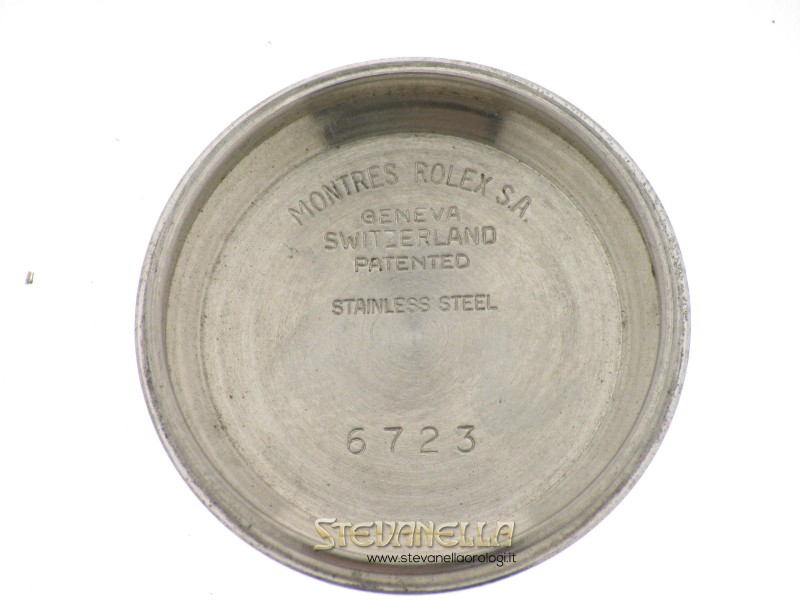 MONTRES ROLEX S.A.
GENEVA
SWITZERLAND
PATENTED
STAINLESS STEEL
6723
STEVANELLA
www.stevanellaorologi.it